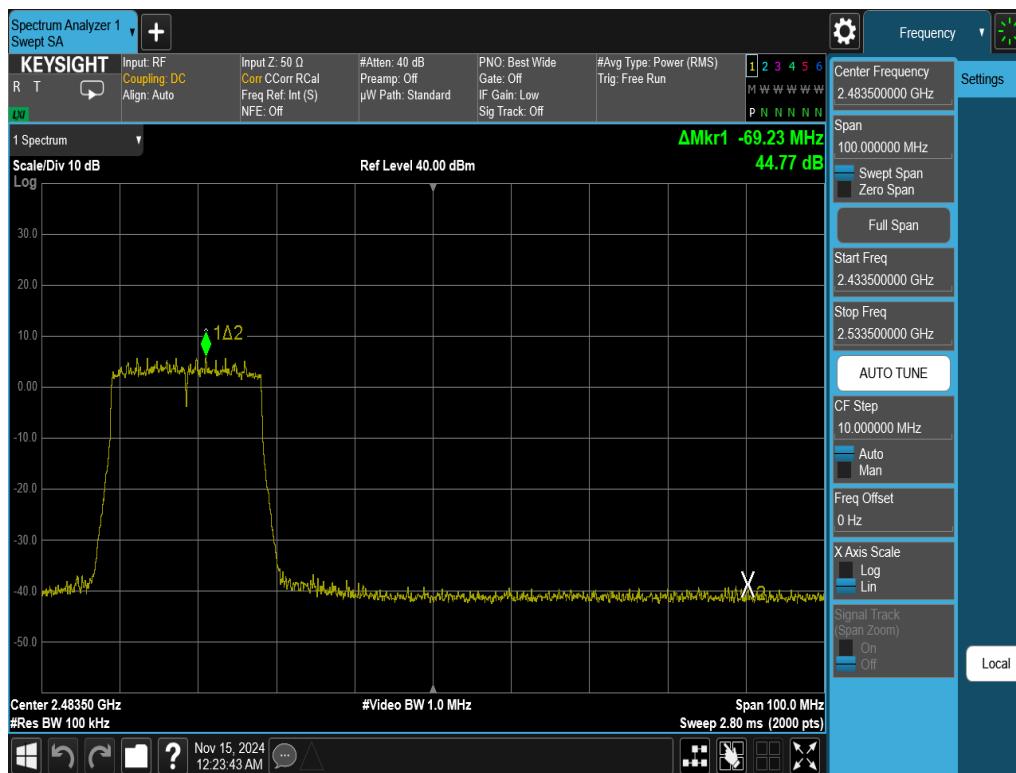 Spectrum Analyzer 1
Swept SA
Frequency
KEYSIGHT
R T
LXI
Input: RF
Coupling: DC
Align: Auto
Input Z: 50 Ω
Corr CCorr RCal
Freq Ref: Int (S)
NFE: Off
#Atten: 40 dB
Preamp: Off
µW Path: Standard
PNO: Best Wide
Gate: Off
IF Gain: Low
Sig Track: Off
#Avg Type: Power (RMS)
Trig: Free Run
1 2 3 4 5 6
M W W W W W
P N N N N N
1 Spectrum
ΔMkr1 -69.23 MHz
Scale/Div 10 dB
Ref Level 40.00 dBm
44.77 dB
Log
30.0
20.0
10.0
0.00
-10.0
-20.0
-30.0
-40.0
-50.0
1Δ2
X
Center 2.48350 GHz
#Video BW 1.0 MHz
Span 100.0 MHz
#Res BW 100 kHz
Sweep 2.80 ms (2000 pts)
Nov 15, 2024
12:23:43 AM
?
Center Frequency
2.483500000 GHz
Settings
Span
100.000000 MHz
Swept Span
Zero Span
Full Span
Start Freq
2.433500000 GHz
Stop Freq
2.533500000 GHz
AUTO TUNE
CF Step
10.000000 MHz
Auto
Man
Freq Offset
0 Hz
X Axis Scale
Log
Lin
Signal Track
(Span Zoom)
On
Off
Local